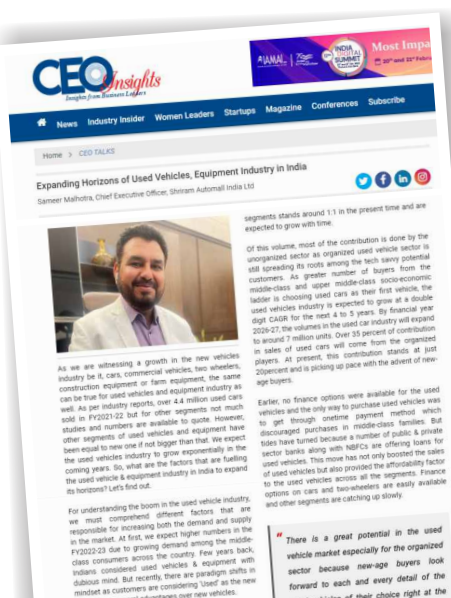 CEO Insights
Insights from Business Leaders
IAMAI
INDIA
DIGITAL
SUMMIT
Most Impa
News Industry Insider Women Leaders Startups Magazine Conferences Subscribe
Home > CEO TALKS
Expanding Horizons of Used Vehicles, Equipment Industry in India
Sameer Malhotra, Chief Executive Officer, Shriram Automall India Ltd
As we are witnessing a growth in the new vehicles
industry be it, cars, commercial vehicles, two wheelers,
construction equipment or farm equipment, the same
can be true for used vehicles and equipment industry as
well. As per industry reports, over 4.4 million used cars
sold in FY2021-22 but for other segments not much
studies and numbers are available to quote. However,
other segments of used vehicles and equipment have
been equal to new one if not bigger than that. We expect
the used vehicles industry to grow exponentially in the
coming years. So, what are the factors that are fuelling
the used vehicle & equipment industry in India to expand
its horizons? Let's find out.
For understanding the boom in the used vehicle industry,
we must comprehend different factors that are
responsible for increasing both the demand and supply
in the market. At first, we expect higher numbers in the
FY2022-23 due to growing demand among the middle-
class consumers across the country. Few years back,
Indians considered used vehicles & equipment with
dubious mind. But recently, there are paradigm shifts in
mindset as customers are considering 'Used' as the new
advantages over new vehicles.
segments stands around 1:1 in the present time and are
expected to grow with time.
Of this volume, most of the contribution is done by the
unorganized sector as organized used vehicle sector is
still spreading its roots among the tech savvy potential
customers. As greater number of buyers from the
middle-class and upper middle-class socio-economic
ladder is choosing used cars as their first vehicle, the
used vehicles industry is expected to grow at a double
digit CAGR for the next 4 to 5 years. By financial year
2026-27, the volumes in the used car industry will expand
to around 7 million units. Over 35 percent of contribution
in sales of used cars will come from the organized
players. At present, this contribution stands at just
20percent and is picking up pace with the advent of new-
age buyers.
Earlier, no finance options were available for the used
vehicles and the only way to purchase used vehicles was
to get through onetime payment method which
discouraged purchases in middle-class families. But
tides have turned because a number of public & private
sector banks along with NBFCs are offering loans for
used vehicles. This move has not only boosted the sales
of used vehicles but also provided the affordability factor
to the used vehicles across all the segments. Finance
options on cars and two-wheelers are easily available
and other segments are catching up slowly.
" There is a great potential in the used
vehicle market especially for the organized
sector because new-age buyers look
forward to each and every detail of the
of their choice right at the